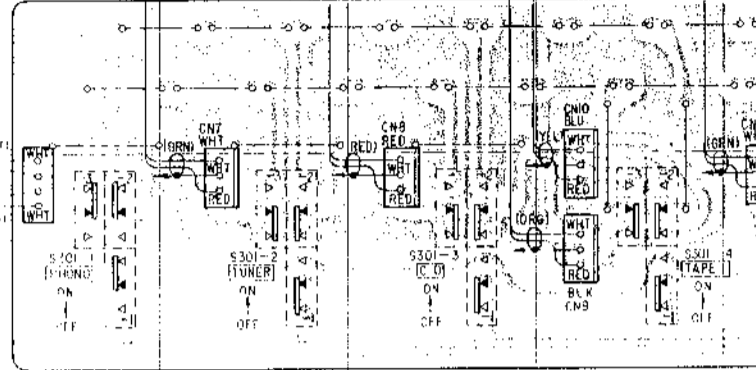 WHT
WHT
S301
[PHONO]
ON
OFF
(GRN)
CN7
WHT
WHT
RED
S301-2
[TUNER]
ON
OFF
(RED)
CN8
RED
WHT
RED
S301-3
[C D]
ON
OFF
(YEL)
CN10
BLU
WHT
RED
(ORG)
WHT
RED
BLK
CN9
S301-4
[TAPE 1]
ON
OFF
(GRN)